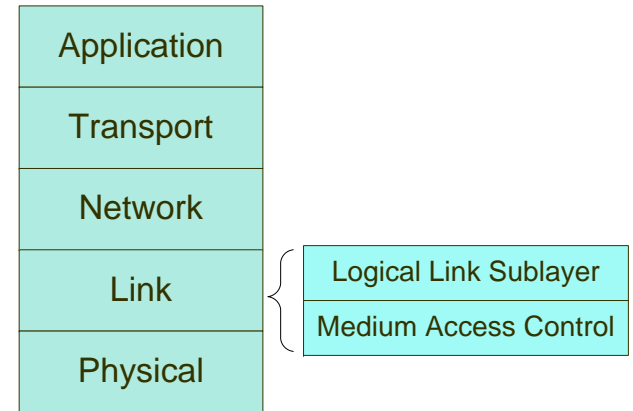 Application
Transport
Network
Link
Physical
Logical Link Sublayer
Medium Access Control